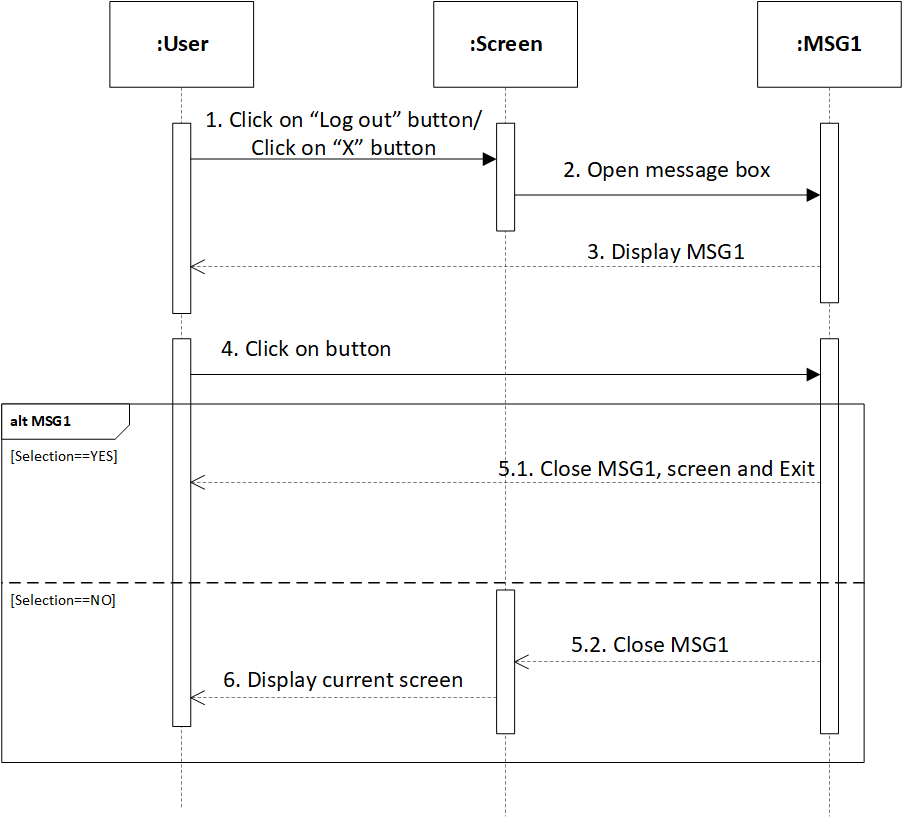 :User
:Screen
:MSG1
1. Click on “Log out” button/
Click on “X” button
2. Open message box
3. Display MSG1
4. Click on button
alt MSG1
[Selection==YES]
5.1. Close MSG1, screen and Exit
[Selection==NO]
5.2. Close MSG1
6. Display current screen